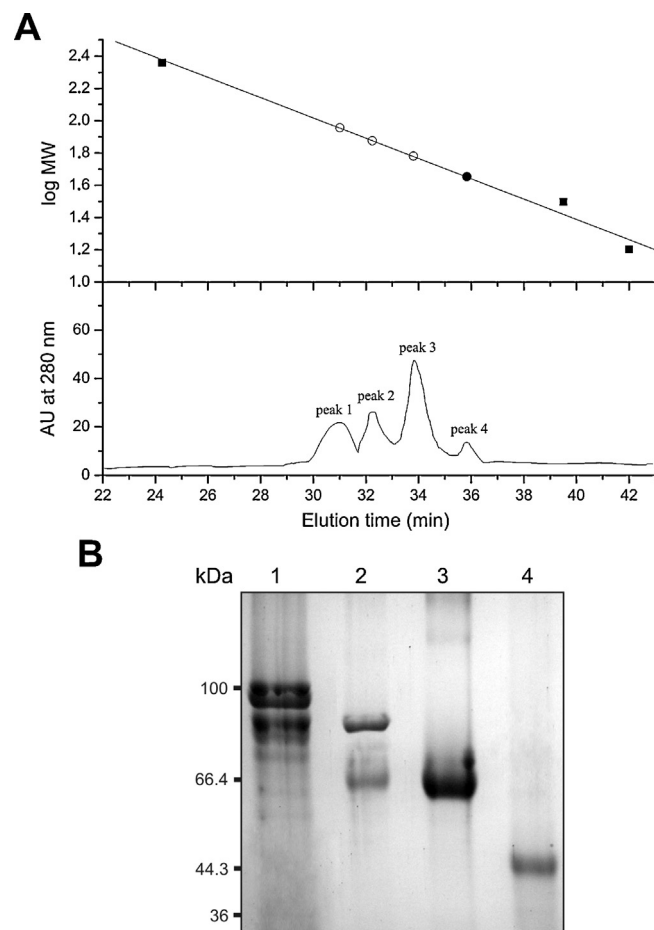 A
log MW
2.4
2.0
1.8
1.6
1.4
1.2
1.0
AU at 280 nm
60
40
20
0
peak 1
peak 2
peak 3
peak 4
22 24 26 28 30 32 34 36 38 40 42
Elution time (min)
B
kDa 1 2 3 4
100
66.4
44.3
36